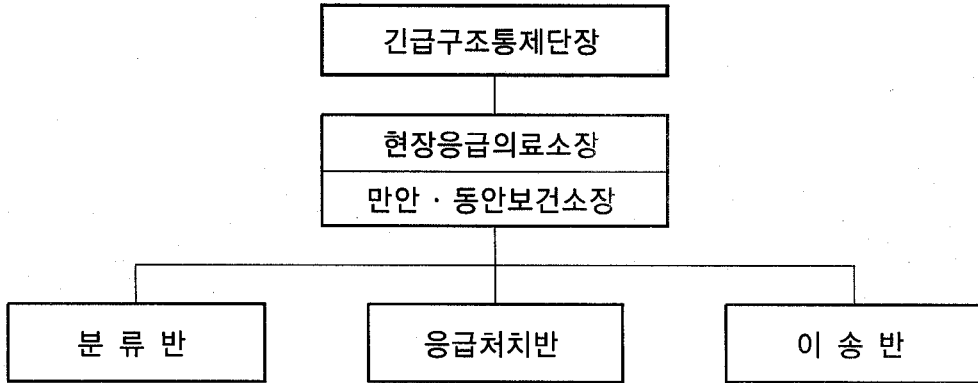 긴급구조통제단장
현장응급의료소장
만안 · 동안보건소장
분 류 반
응급처치반
이 송 반